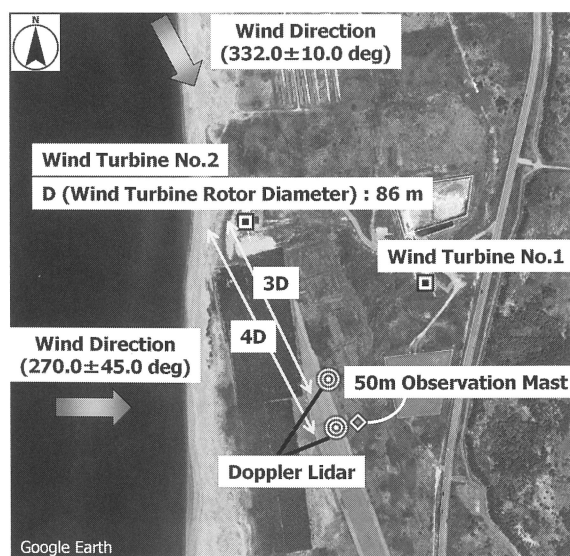 N
Wind Direction
(332.0±10.0 deg)
Wind Turbine No.2
D (Wind Turbine Rotor Diameter) : 86 m
Wind Turbine No.1
3D
4D
Wind Direction
(270.0±45.0 deg)
50m Observation Mast
Doppler Lidar
Google Earth